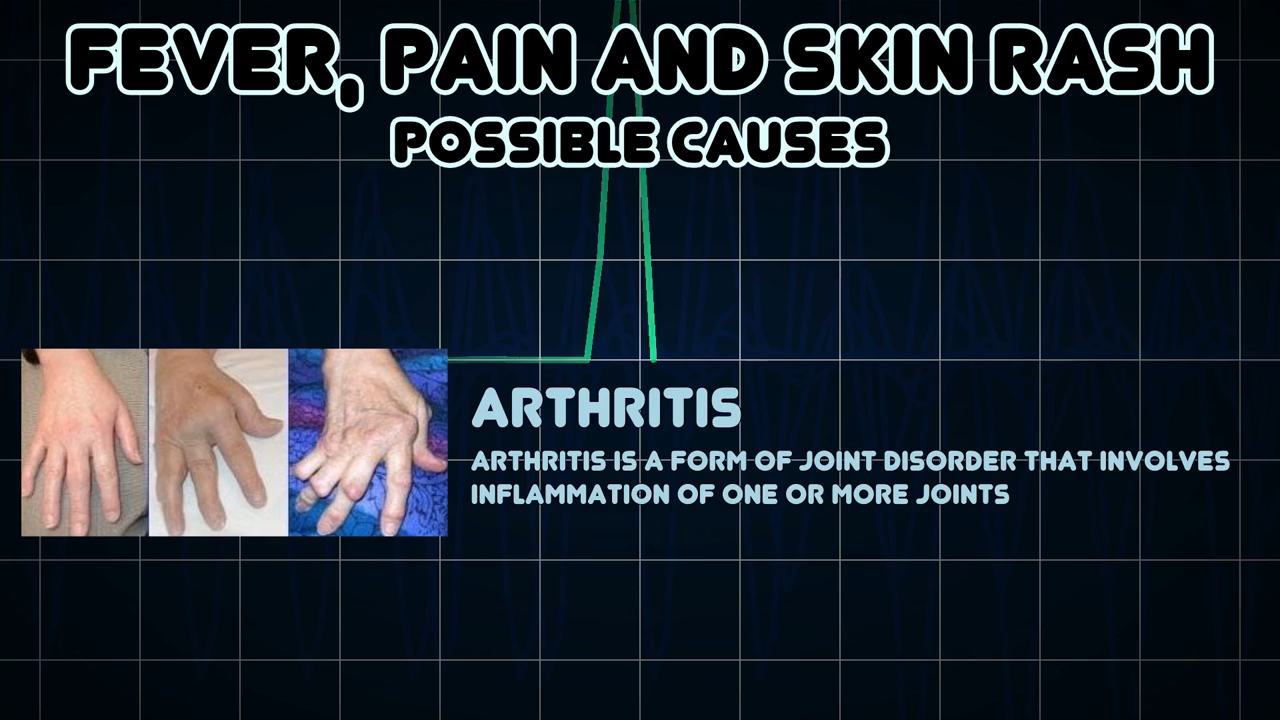 FEVER, PAIN AND SKIN RASH
POSSIBLE CAUSES
ARTHRITIS
ARTHRITIS IS A FORM OF JOINT DISORDER THAT INVOLVES
INFLAMMATION OF ONE OR MORE JOINTS